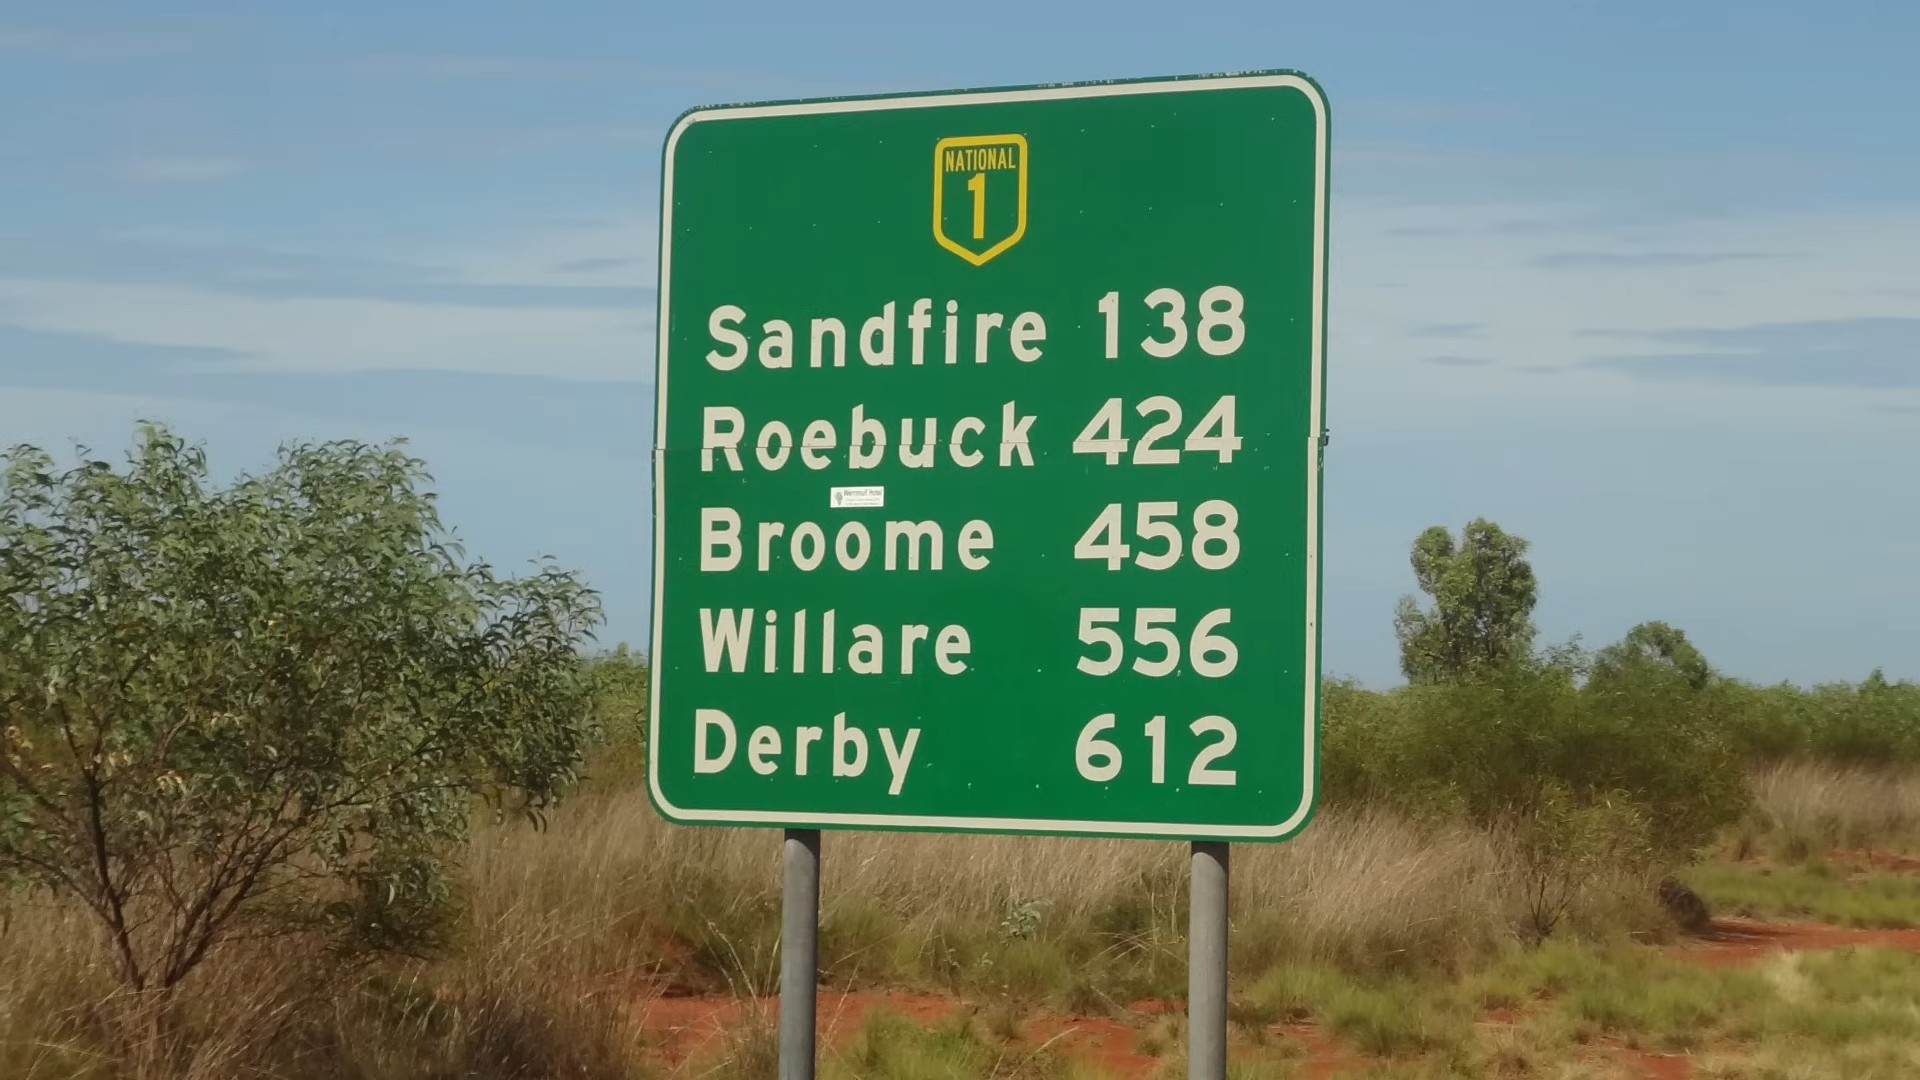 NATIONAL
1
Sandfire 138
Roebuck 424
Broome 458
Willare 556
Derby 612